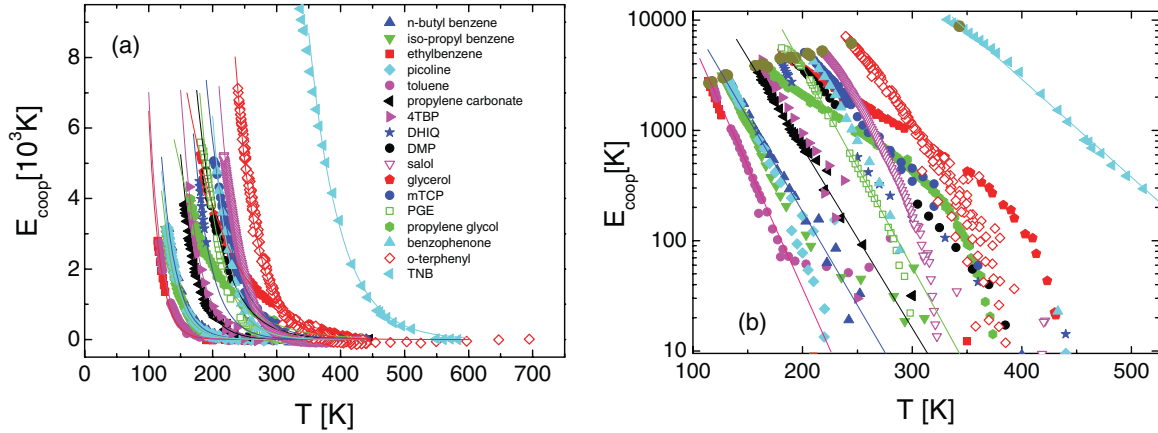 (a)
E_coop [10³K]
8
6
4
2
0
0 100 200 300 400 500 600 700
T [K]
n-butyl benzene
iso-propyl benzene
ethylbenzene
picoline
toluene
propylene carbonate
4TBP
DHIQ
DMP
salol
glycerol
mTCP
PGE
propylene glycol
benzophenone
o-terphenyl
TNB
(b)
E_coop[K]
10000
1000
100
10
100 200 300 400 500
T [K]